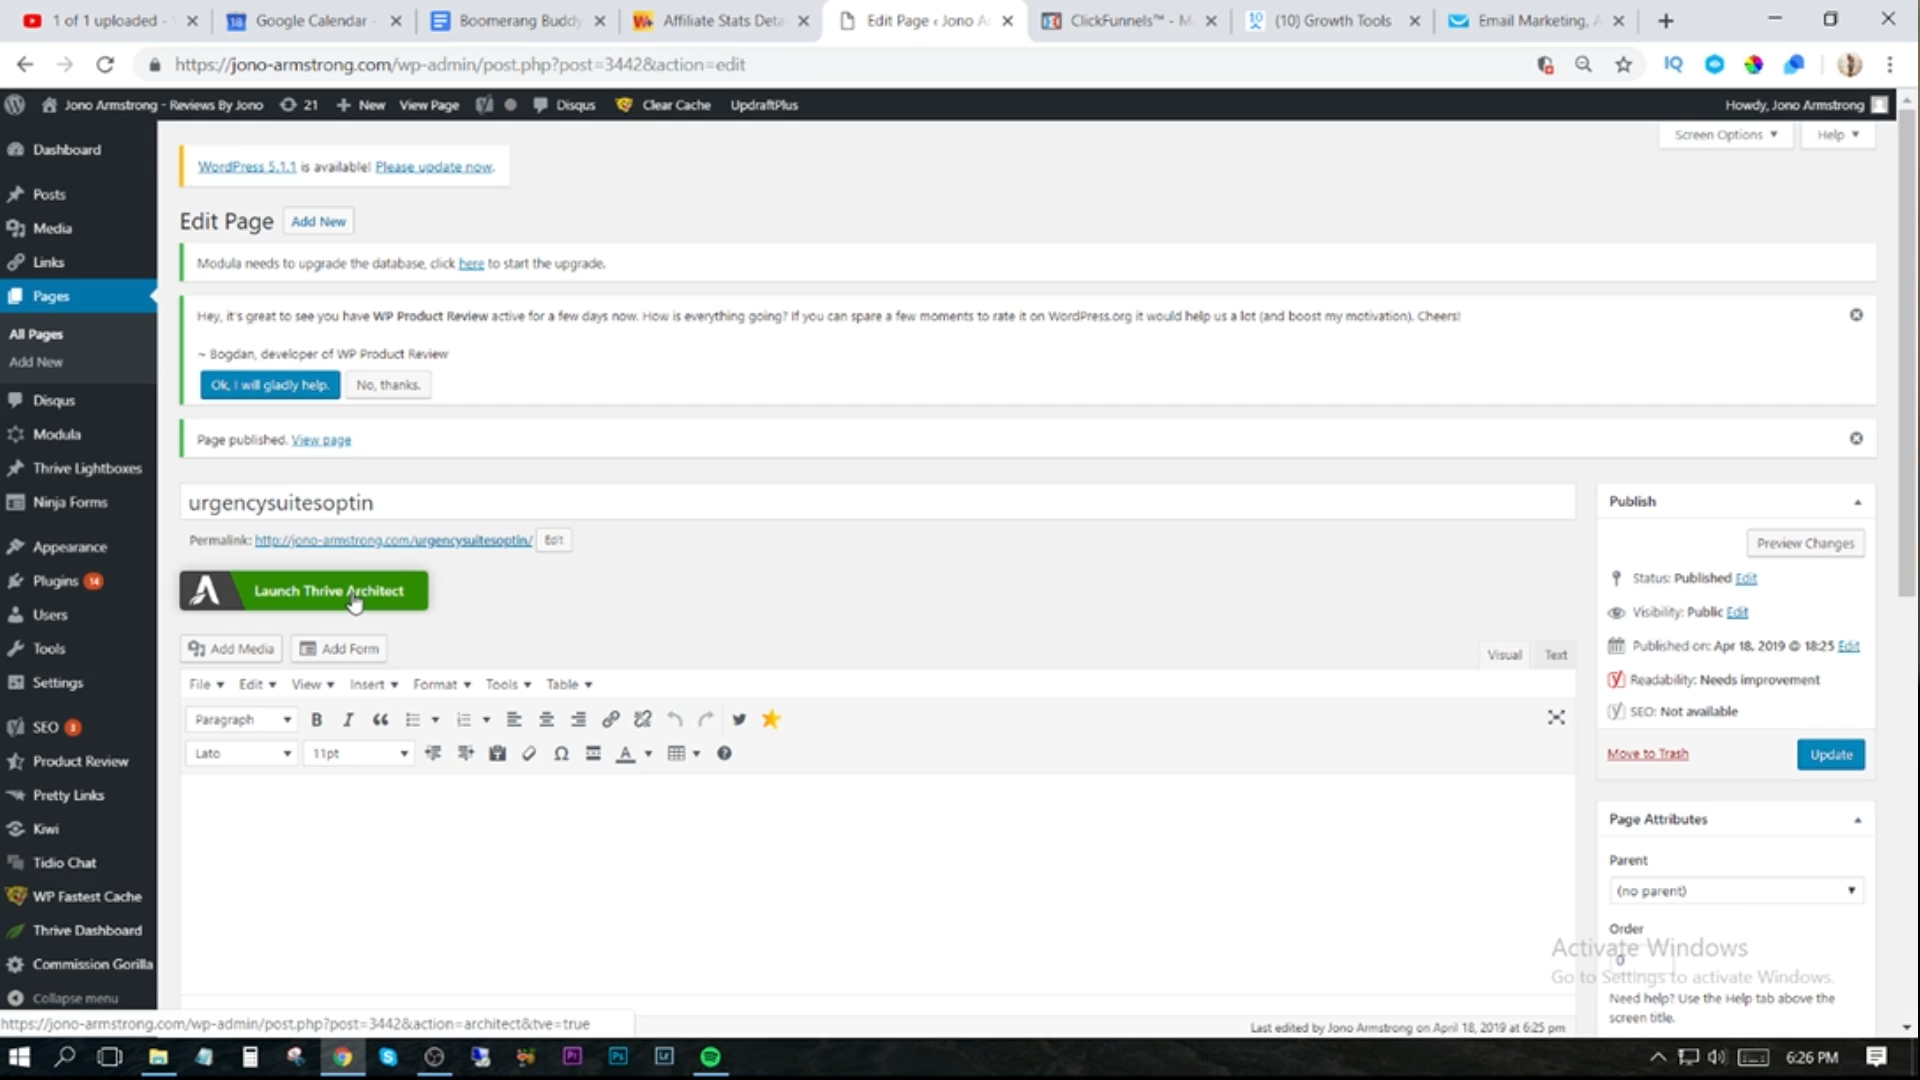 1 of 1 uploaded -
Google Calendar -
Boomerang Buddy
Affiliate Stats Deta
Edit Page ‹ Jono A
ClickFunnels™ - M
(10) Growth Tools
Email Marketing, A
https://jono-armstrong.com/wp-admin/post.php?post=3442&action=edit
Jono Armstrong - Reviews By Jono
21
New
View Page
Disqus
Clear Cache
UpdraftPlus
Howdy, Jono Armstrong
Screen Options
Help
Dashboard
Posts
Media
Links
Pages
All Pages
Add New
Disqus
Modula
Thrive Lightboxes
Ninja Forms
Appearance
Plugins 14
Users
Tools
Settings
SEO 3
Product Review
Pretty Links
Kiwi
Tidio Chat
WP Fastest Cache
Thrive Dashboard
Commission Gorilla
Collapse menu
WordPress 5.1.1 is available! Please update now.
Edit Page Add New
Modula needs to upgrade the database, click here to start the upgrade.
Hey, it's great to see you have WP Product Review active for a few days now. How is everything going? If you can spare a few moments to rate it on WordPress.org it would help us a lot (and boost my motivation). Cheers!
~ Bogdan, developer of WP Product Review
Ok, I will gladly help. No, thanks.
Page published. View page
urgencysuitesoptin
Permalink: http://jono-armstrong.com/urgencysuitesoptin/ Edit
Launch Thrive Architect
Add Media Add Form
Visual Text
File Edit View Insert Format Tools Table
Paragraph
Lato 11pt
Publish
Preview Changes
Status: Published Edit
Visibility: Public Edit
Published on: Apr 18, 2019 @ 18:25 Edit
Readability: Needs improvement
SEO: Not available
Move to Trash Update
Page Attributes
Parent
(no parent)
Order
0
Activate Windows
Go to Settings to activate Windows.
Need help? Use the Help tab above the
screen title.
https://jono-armstrong.com/wp-admin/post.php?post=3442&action=architect&tve=true
Last edited by Jono Armstrong on April 18, 2019 at 6:25 pm
6:26 PM